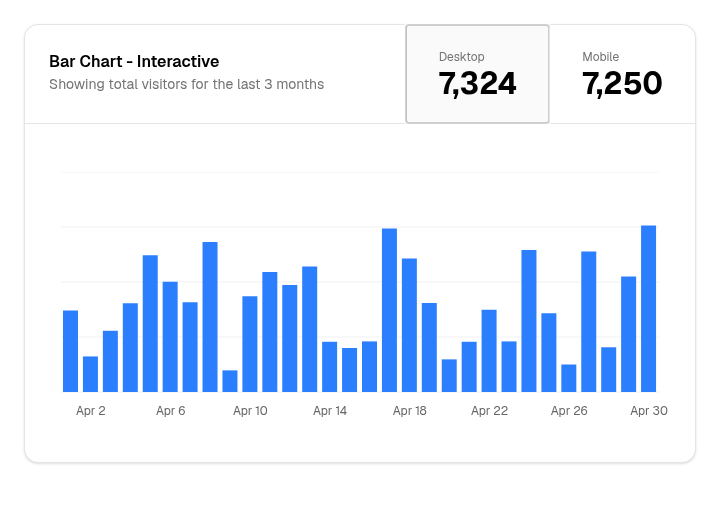 Bar Chart - Interactive
Showing total visitors for the last 3 months
Desktop
7,324
Mobile
7,250
Apr 2 Apr 6 Apr 10 Apr 14 Apr 18 Apr 22 Apr 26 Apr 30